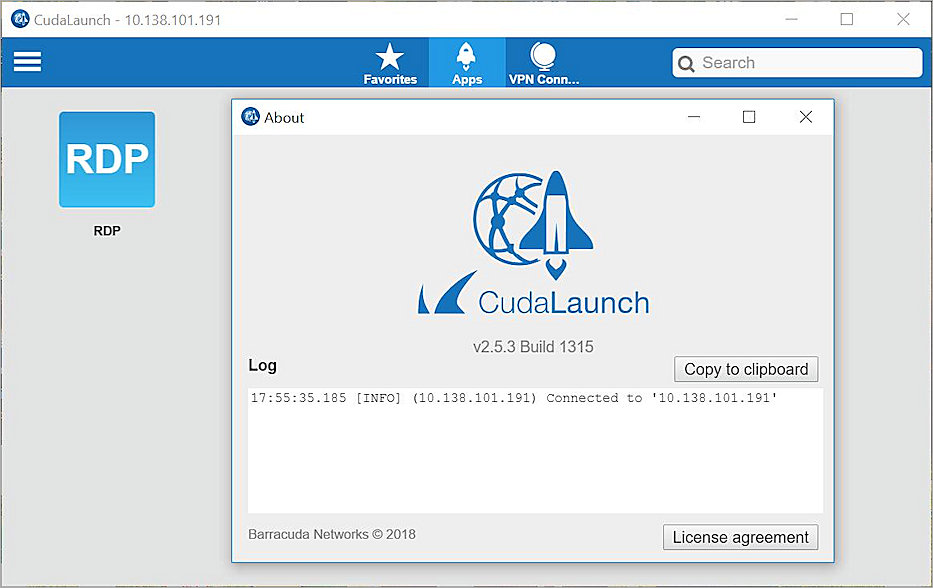 CudaLaunch - 10.138.101.191
Favorites
Apps
VPN Conn...
Search
RDP
RDP
About
CudaLaunch
v2.5.3 Build 1315
Log
Copy to clipboard
17:55:35.185 [INFO] (10.138.101.191) Connected to '10.138.101.191'
Barracuda Networks © 2018
License agreement